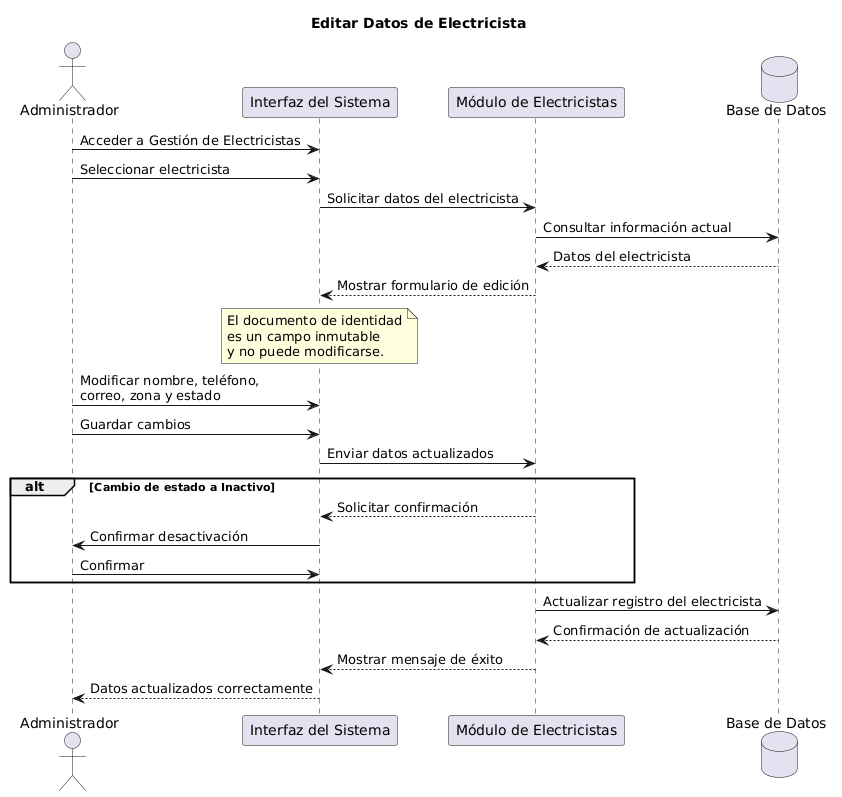 Editar Datos de Electricista
Administrador
Interfaz del Sistema
Módulo de Electricistas
Base de Datos
Acceder a Gestión de Electricistas
Seleccionar electricista
Solicitar datos del electricista
Consultar información actual
Datos del electricista
Mostrar formulario de edición
El documento de identidad
es un campo inmutable
y no puede modificarse.
Modificar nombre, teléfono,
correo, zona y estado
Guardar cambios
Enviar datos actualizados
alt [Cambio de estado a Inactivo]
Solicitar confirmación
Confirmar desactivación
Confirmar
Actualizar registro del electricista
Confirmación de actualización
Mostrar mensaje de éxito
Datos actualizados correctamente
Administrador
Interfaz del Sistema
Módulo de Electricistas
Base de Datos